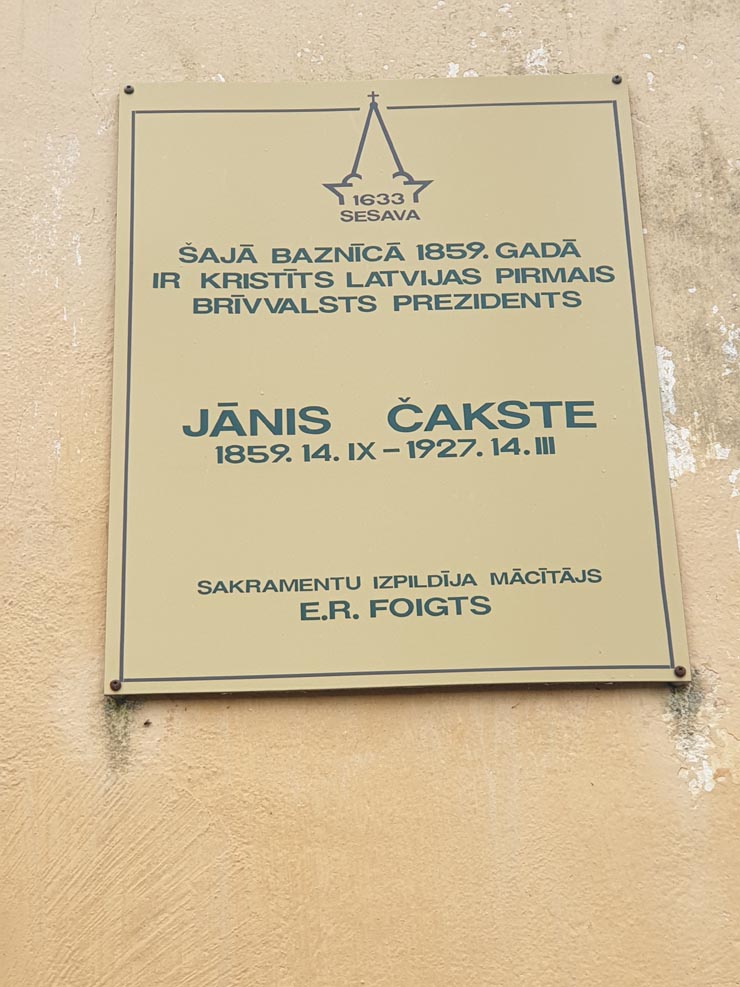 1633
SESAVA
ŠAJĀ BAZNĪCĀ 1859. GADĀ
IR KRISTĪTS LATVIJAS PIRMAIS
BRĪVVALSTS PREZIDENTS
JĀNIS ČAKSTE
1859. 14. IX – 1927. 14. III
SAKRAMENTU IZPILDĪJA MĀCĪTĀJS
E.R. FOIGTS